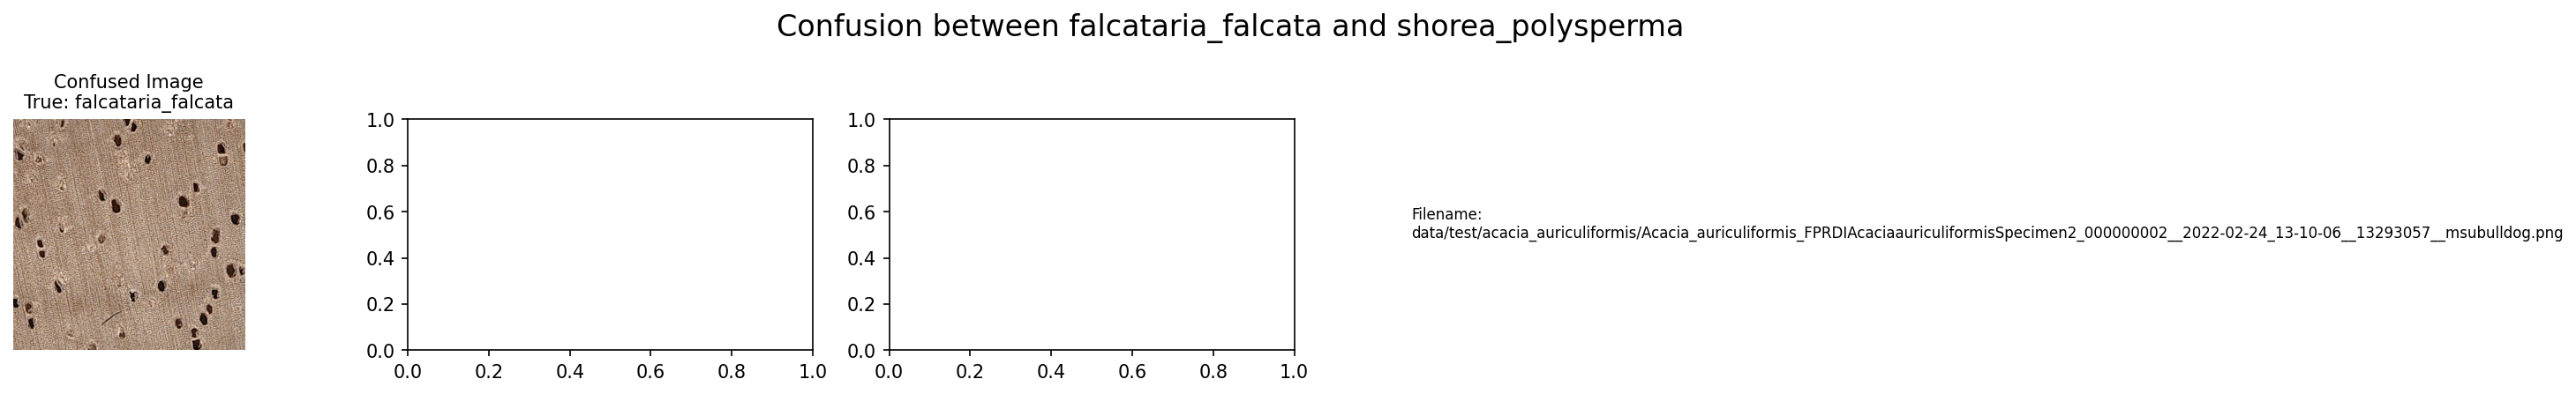 Confusion between falcataria_falcata and shorea_polysperma
Confused Image
True: falcataria_falcata
1.0
0.8
0.6
0.4
0.2
0.0
0.0 0.2 0.4 0.6 0.8 1.0
1.0
0.8
0.6
0.4
0.2
0.0
0.0 0.2 0.4 0.6 0.8 1.0
Filename:
data/test/acacia_auriculiformis/Acacia_auriculiformis_FPRDIAcaciaauriculiformisSpecimen2_000000002__2022-02-24_13-10-06__13293057__msubulldog.png